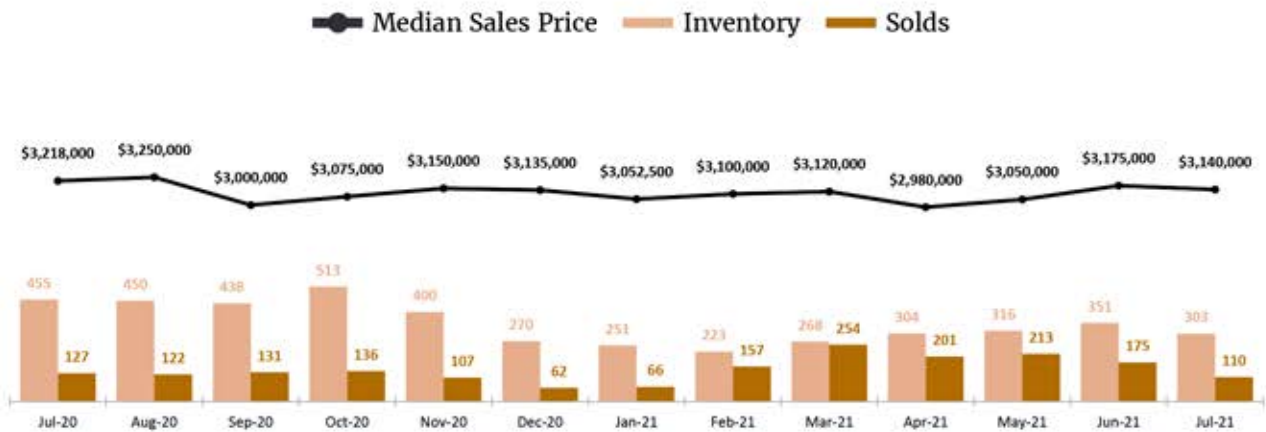 Median Sales Price Inventory Solds
$3,218,000 $3,250,000 $3,000,000 $3,075,000 $3,150,000 $3,135,000 $3,052,500 $3,100,000 $3,120,000 $2,980,000 $3,050,000 $3,175,000 $3,140,000
455 450 438 513 400 270 251 223 268 304 316 351 303
127 122 131 136 107 62 66 157 254 201 213 175 110
Jul-20 Aug-20 Sep-20 Oct-20 Nov-20 Dec-20 Jan-21 Feb-21 Mar-21 Apr-21 May-21 Jun-21 Jul-21